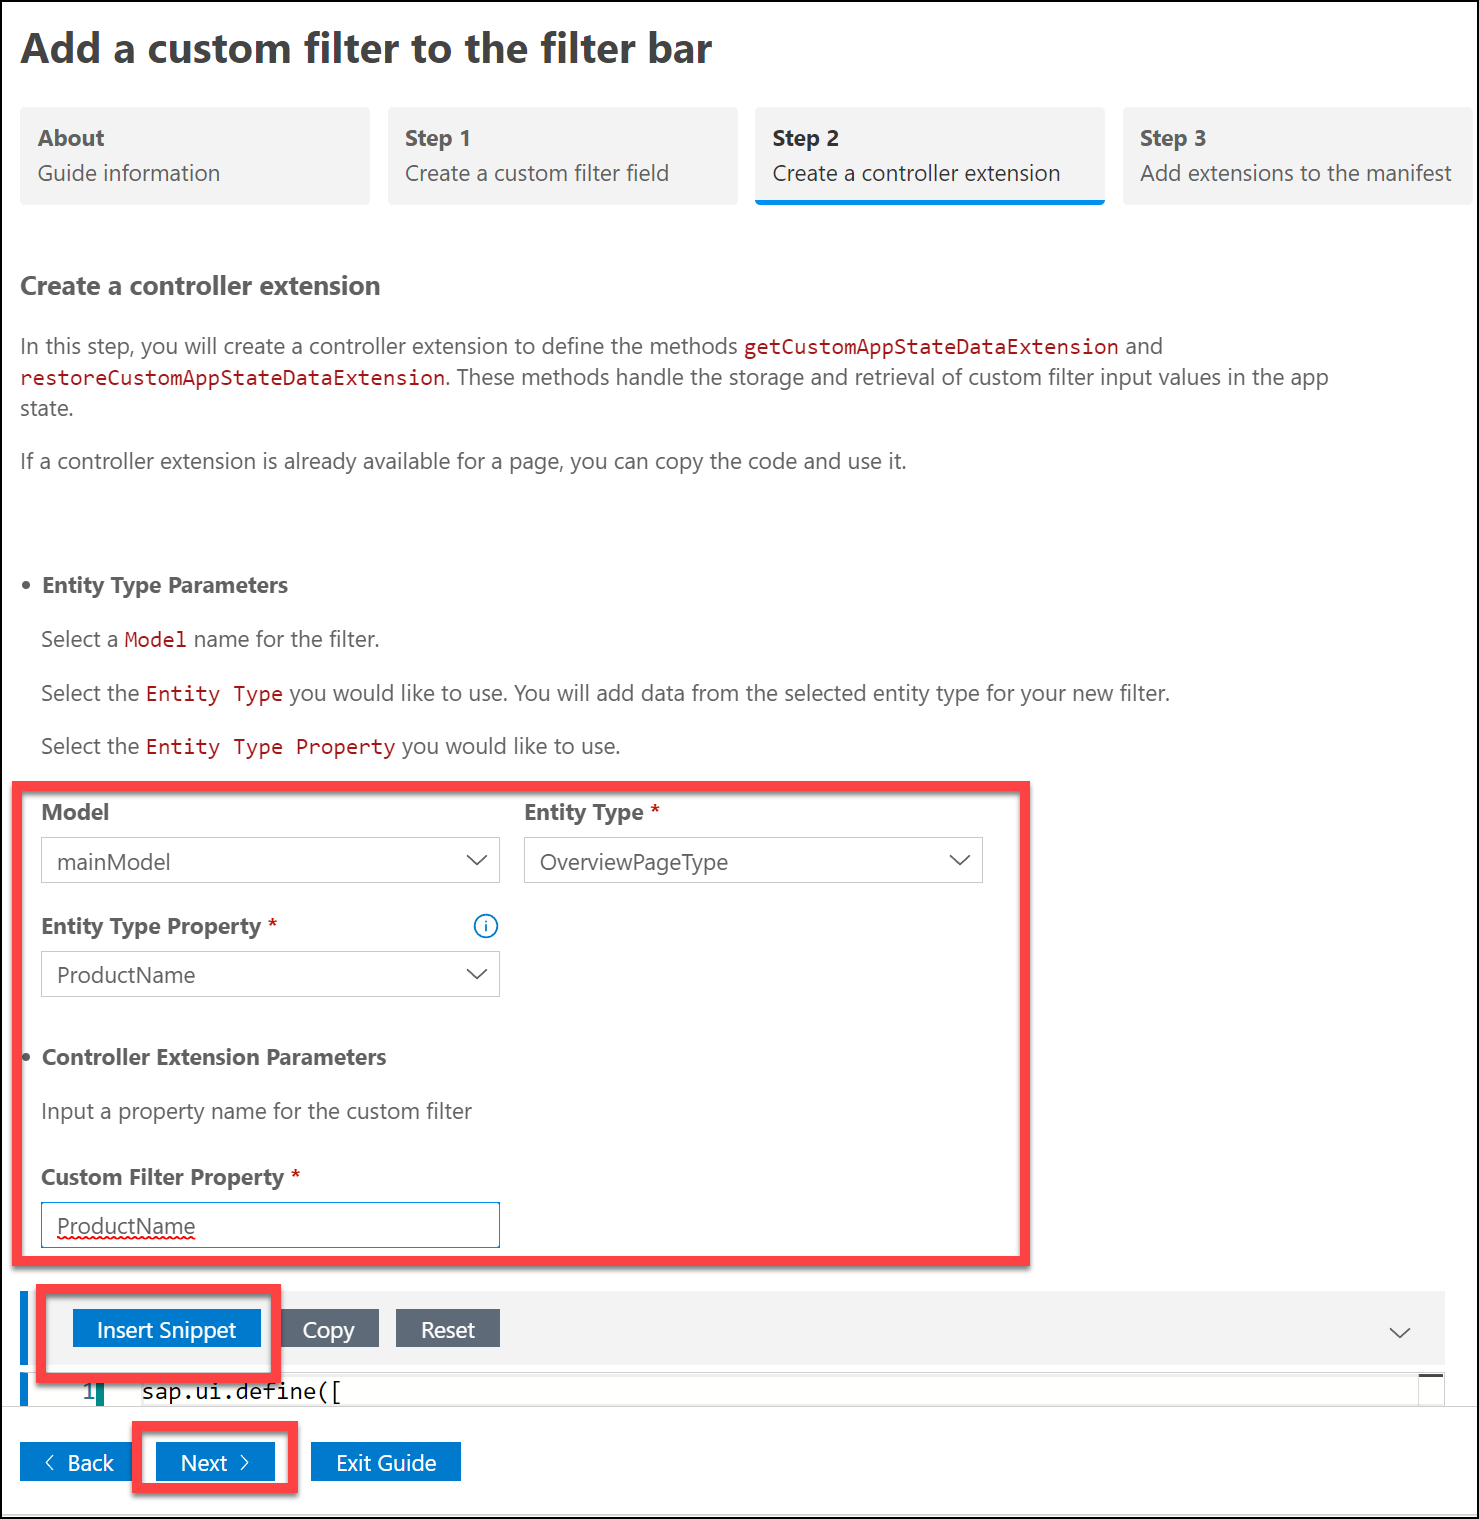 Add a custom filter to the filter bar
About
Guide information
Step 1
Create a custom filter field
Step 2
Create a controller extension
Step 3
Add extensions to the manifest
Create a controller extension
In this step, you will create a controller extension to define the methods getCustomAppStateDataExtension and
restoreCustomAppStateDataExtension. These methods handle the storage and retrieval of custom filter input values in the app
state.
If a controller extension is already available for a page, you can copy the code and use it.
• Entity Type Parameters
Select a Model name for the filter.
Select the Entity Type you would like to use. You will add data from the selected entity type for your new filter.
Select the Entity Type Property you would like to use.
Model
Entity Type *
mainModel
OverviewPageType
Entity Type Property *
ProductName
• Controller Extension Parameters
Input a property name for the custom filter
Custom Filter Property *
ProductName
Insert Snippet
Copy
Reset
1 sap.ui.define([
Back
Next
Exit Guide